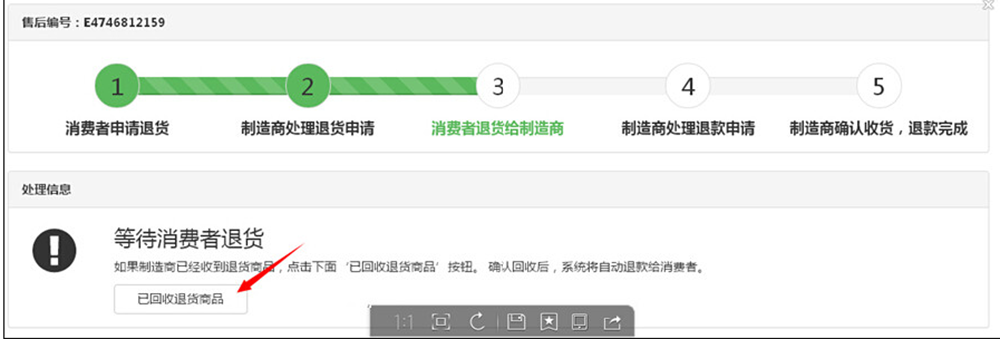 售后编号：E4746812159
1 2 3 4 5
消费者申请退货 制造商处理退货申请 消费者退货给制造商 制造商处理退款申请 制造商确认收货，退款完成
处理信息
等待消费者退货
如果制造商已经收到退货商品，点击下面‘已回收退货商品’按钮。 确认回收后，系统将自动退款给消费者。
已回收退货商品
1:1